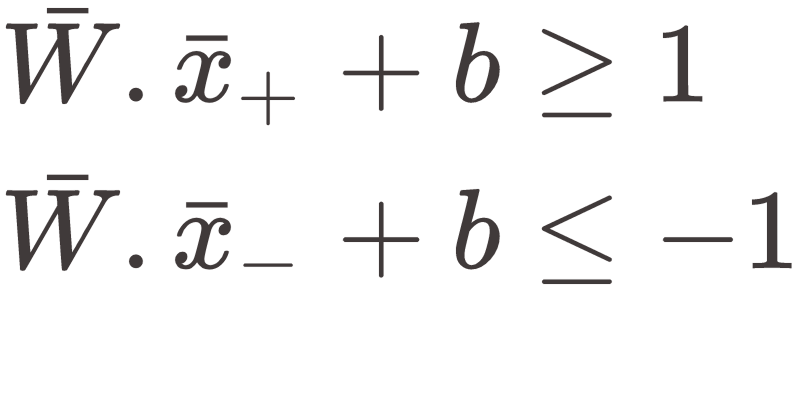 W̄ . x̄₊ + b ≥ 1
W̄ . x̄₋ + b ≤ −1